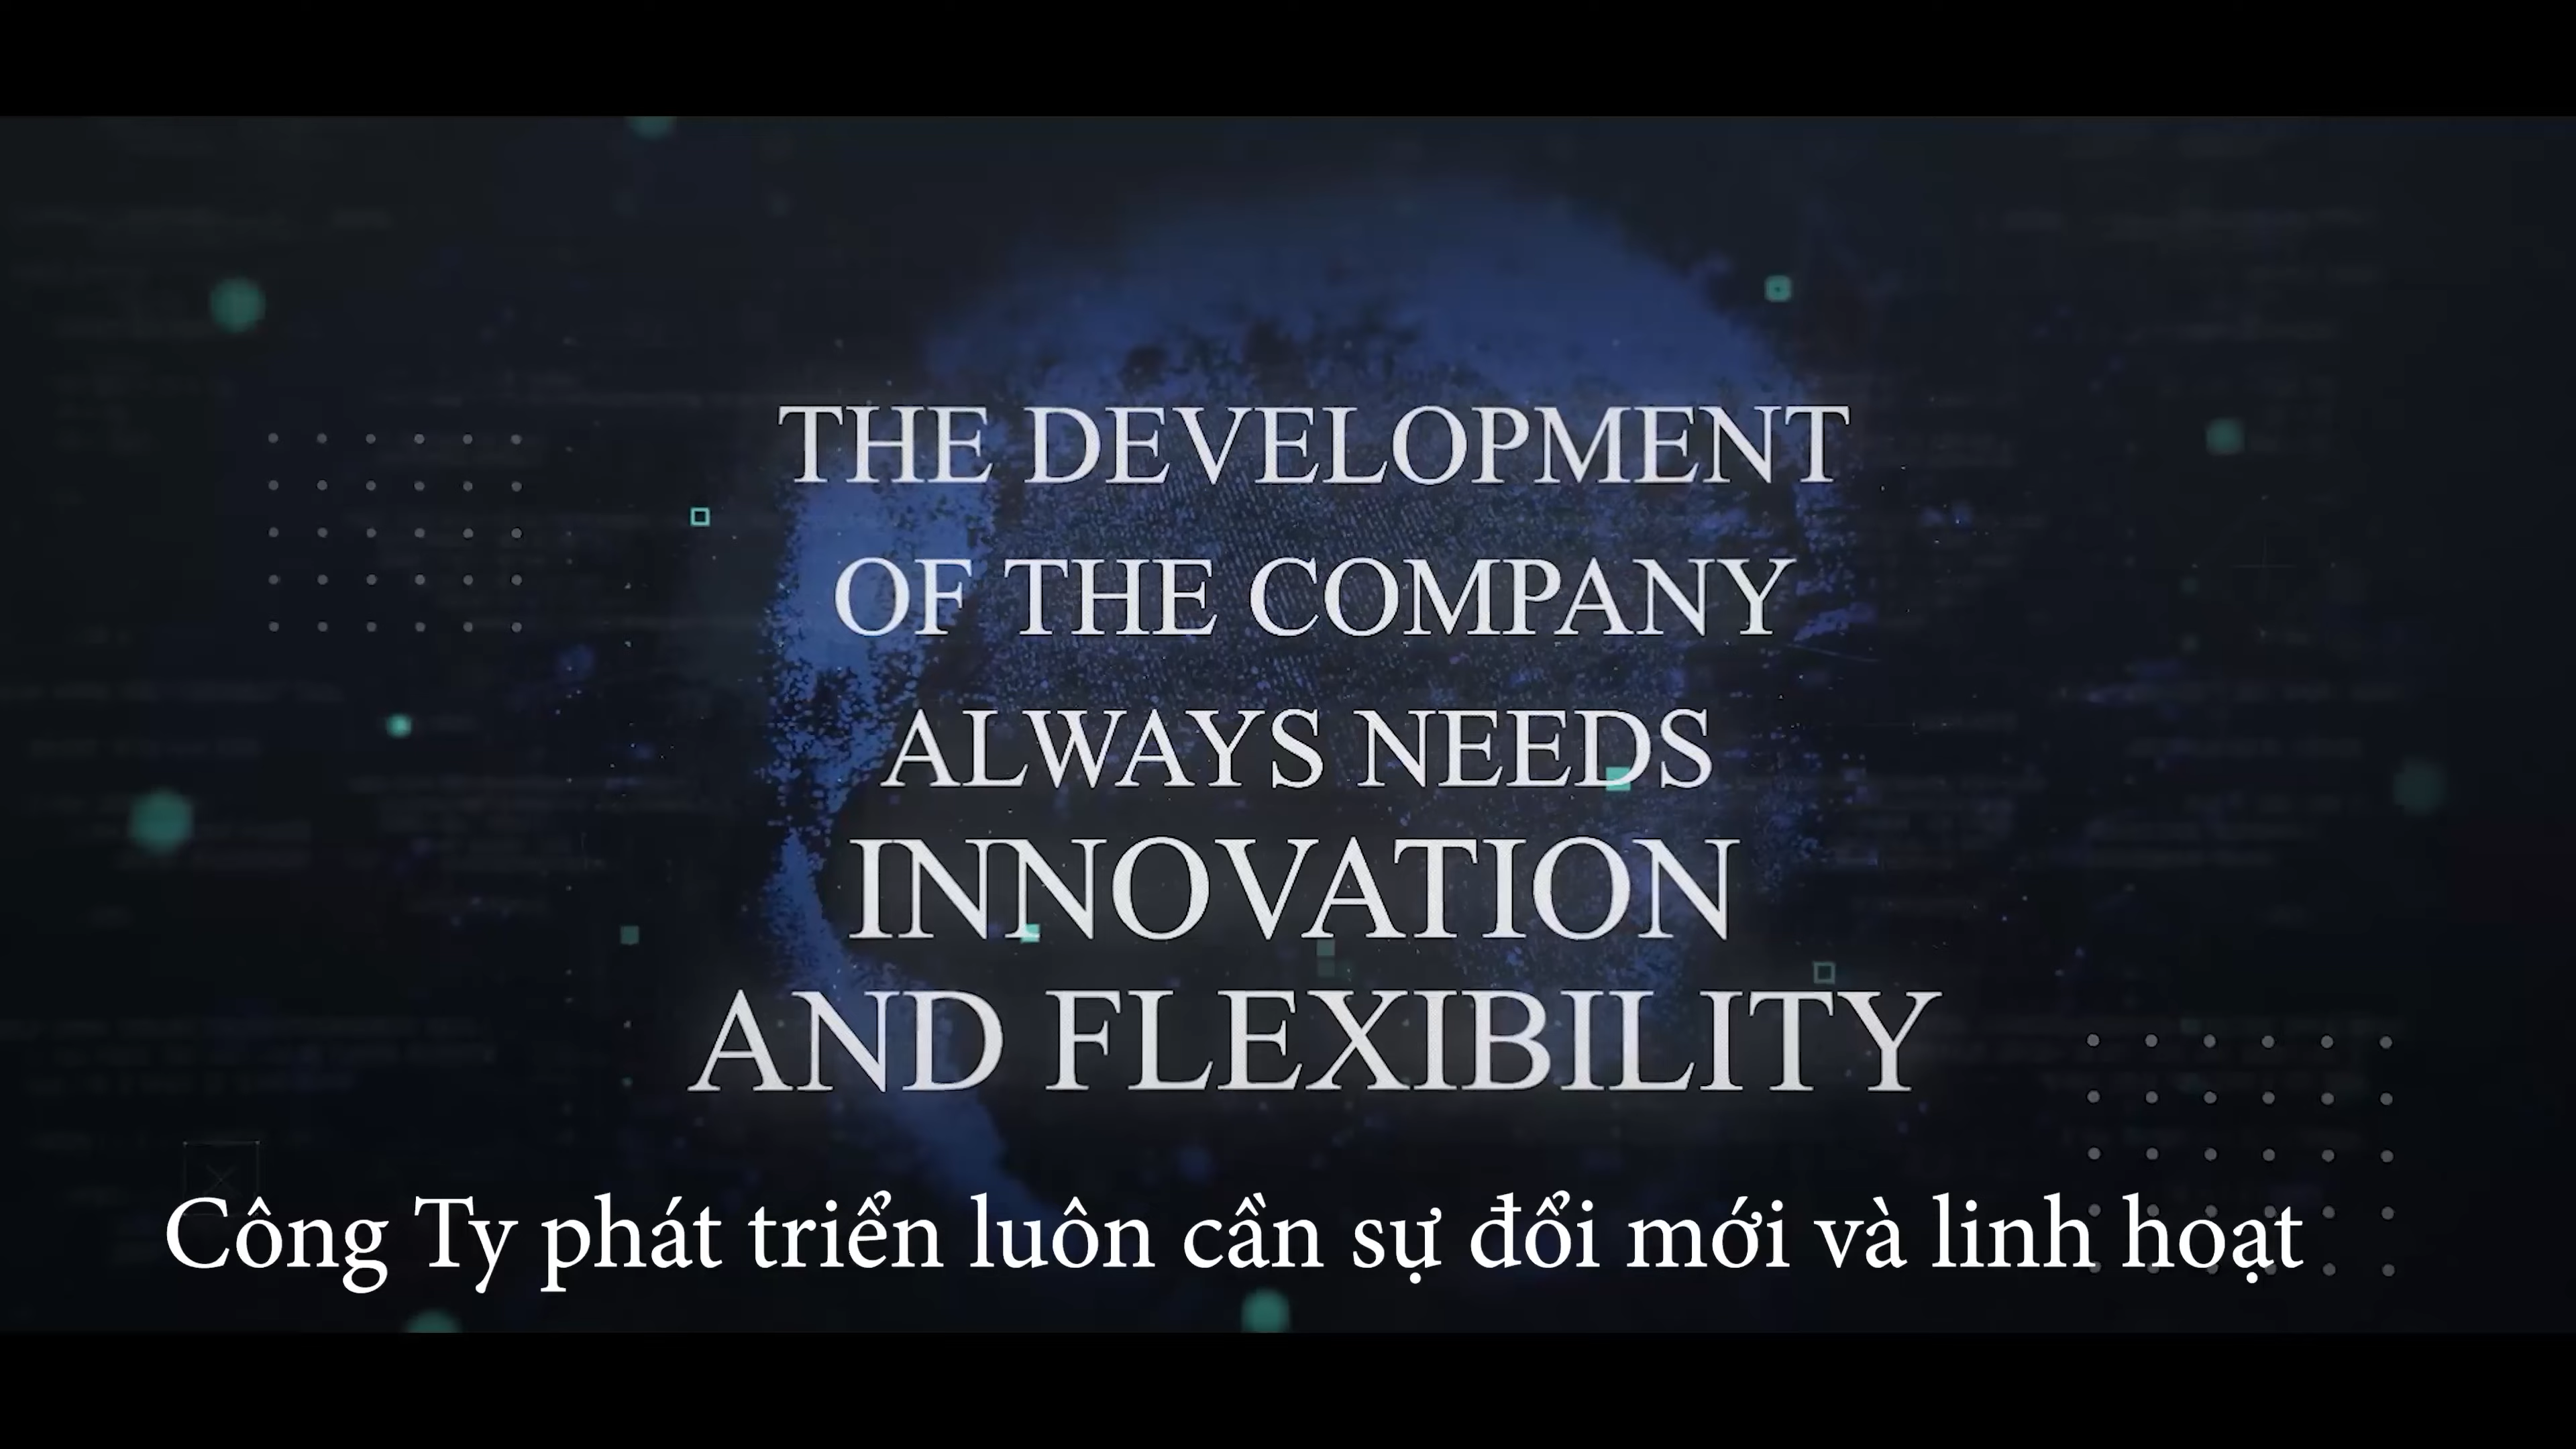 THE DEVELOPMENT
OF THE COMPANY
ALWAYS NEEDS
INNOVATION
AND FLEXIBILITY
Công Ty phát triển luôn cần sự đổi mới và linh hoạt